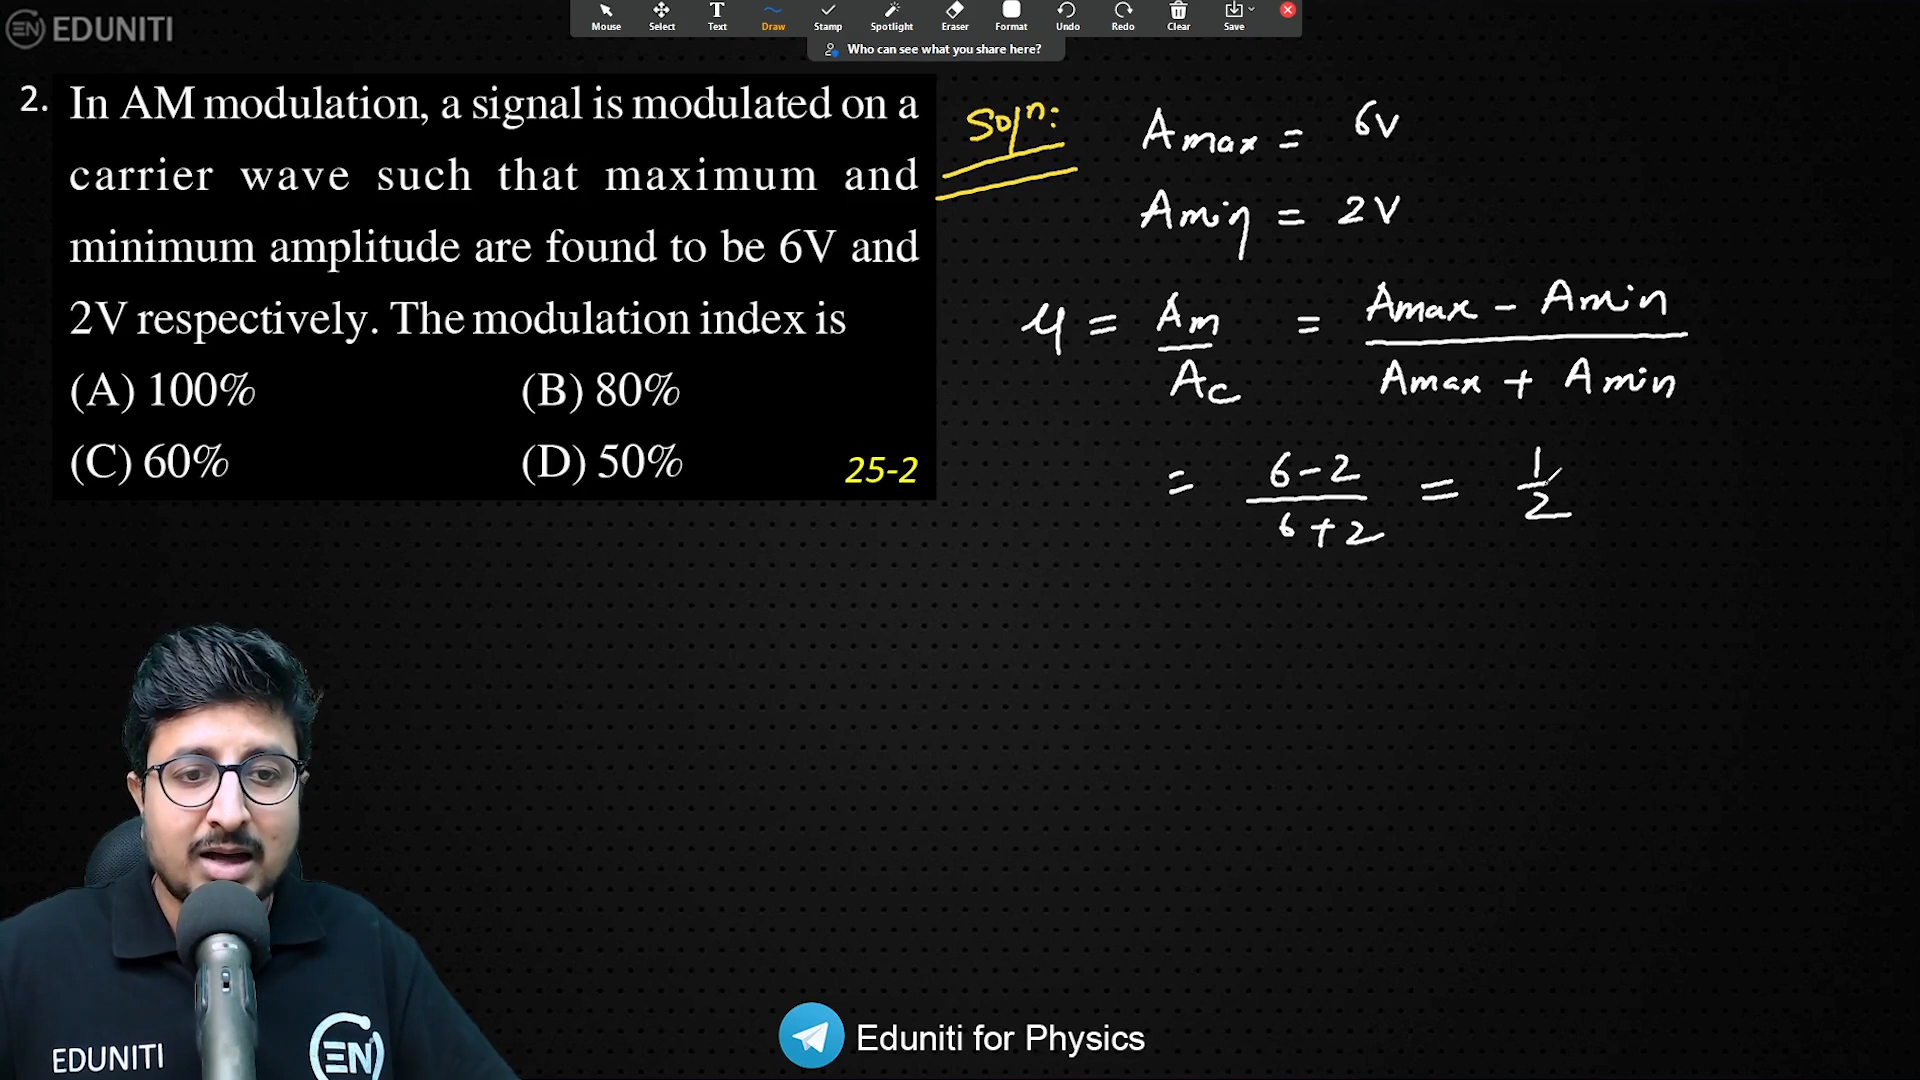 EN EDUNITI
Mouse Select Text Draw Stamp Spotlight Eraser Format Undo Redo Clear Save
Who can see what you share here?
2. In AM modulation, a signal is modulated on a
carrier wave such that maximum and
minimum amplitude are found to be 6V and
2V respectively. The modulation index is
(A) 100% (B) 80%
(C) 60% (D) 50% 25-2
Soln:
Amax = 6V
Amin = 2V
μ = Am/Ac = Amax - Amin / Amax + Amin
= 6-2/6+2 = 1/2
EDUNITI EN
Eduniti for Physics